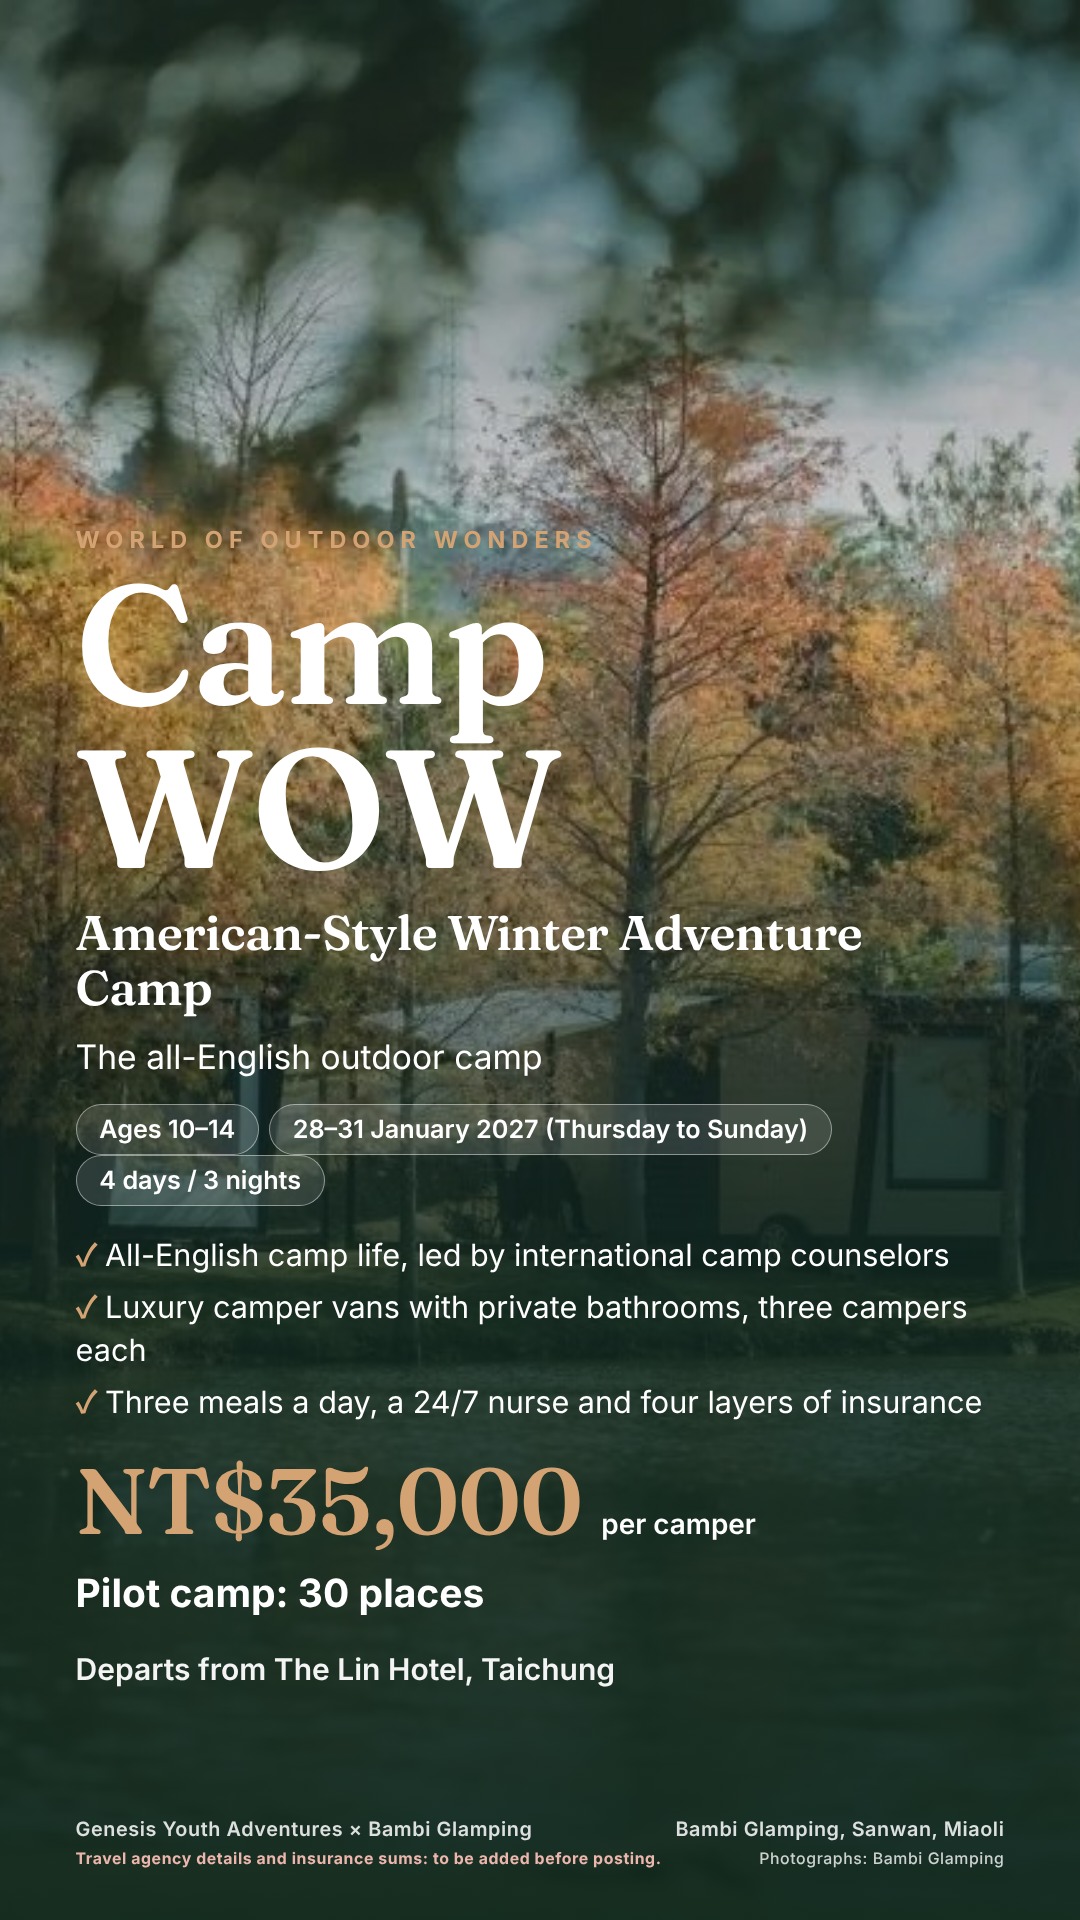 WORLD OF OUTDOOR WONDERS
Camp
WOW
American-Style Winter Adventure
Camp
The all-English outdoor camp
Ages 10–14
28–31 January 2027 (Thursday to Sunday)
4 days / 3 nights
✓ All-English camp life, led by international camp counselors
✓ Luxury camper vans with private bathrooms, three campers
each
✓ Three meals a day, a 24/7 nurse and four layers of insurance
NT$35,000 per camper
Pilot camp: 30 places
Departs from The Lin Hotel, Taichung
Genesis Youth Adventures × Bambi Glamping
Travel agency details and insurance sums: to be added before posting.
Bambi Glamping, Sanwan, Miaoli
Photographs: Bambi Glamping